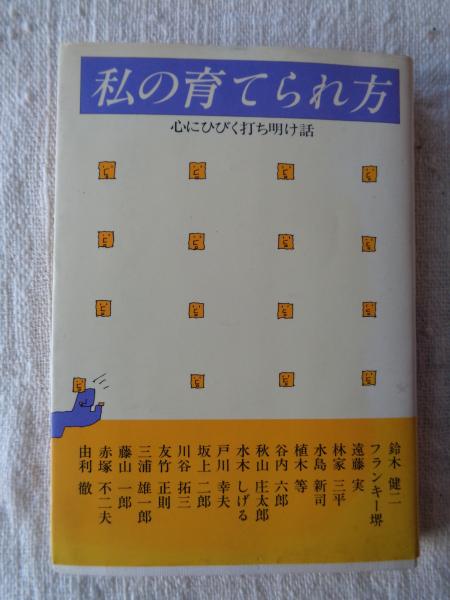 私の育てられ方
心にひびく打ち明け話
鈴木 健二
フランキー堺
遠藤 実
林家 三平
水島 新司
植木 等
谷内 六郎
秋山 庄太郎
水木 しげる
戸川 幸夫
坂上 二郎
川谷 拓三
友竹 正則
三浦 雄一郎
藤山 一郎
赤塚 不二夫
由利 徹